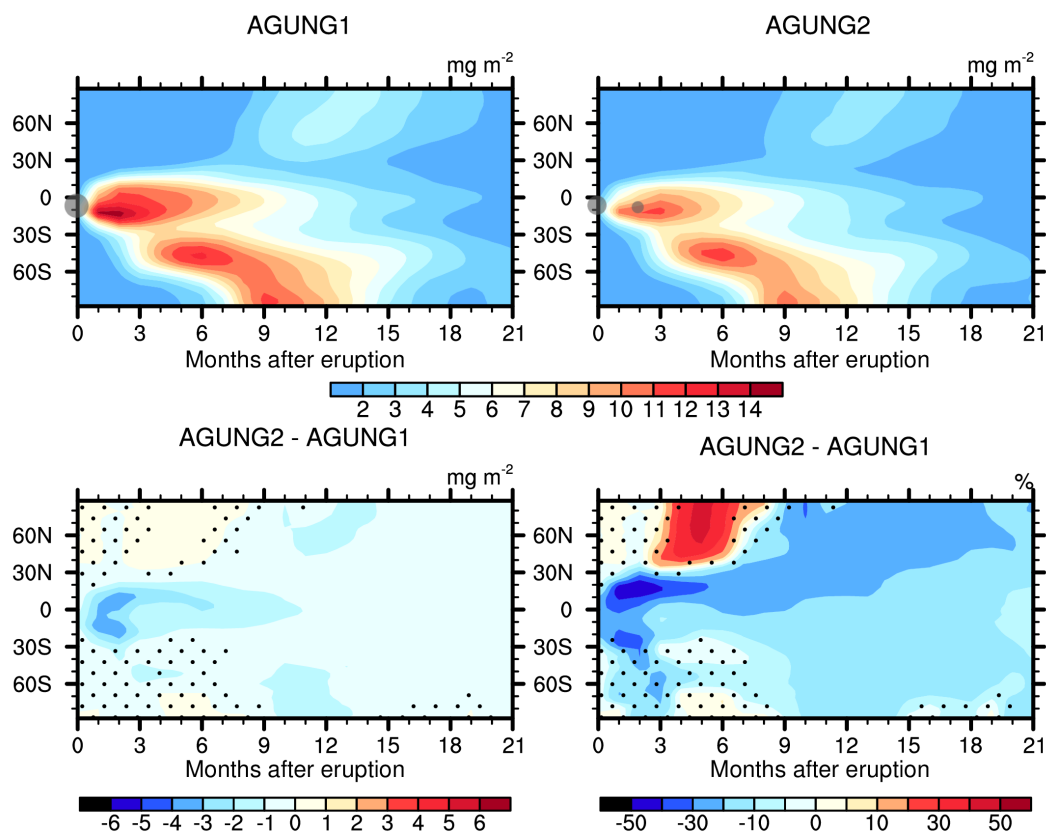 AGUNG1
AGUNG2
mg m-2
mg m-2
60N
30N
0
30S
60S
60N
30N
0
30S
60S
0 3 6 9 12 15 18 21
0 3 6 9 12 15 18 21
Months after eruption
Months after eruption
2 3 4 5 6 7 8 9 10 11 12 13 14
AGUNG2 - AGUNG1
AGUNG2 - AGUNG1
mg m-2
%
60N
30N
0
30S
60S
60N
30N
0
30S
60S
0 3 6 9 12 15 18 21
0 3 6 9 12 15 18 21
Months after eruption
Months after eruption
-6 -5 -4 -3 -2 -1 0 1 2 3 4 5 6
-50 -30 -20 -10 0 10 30 50